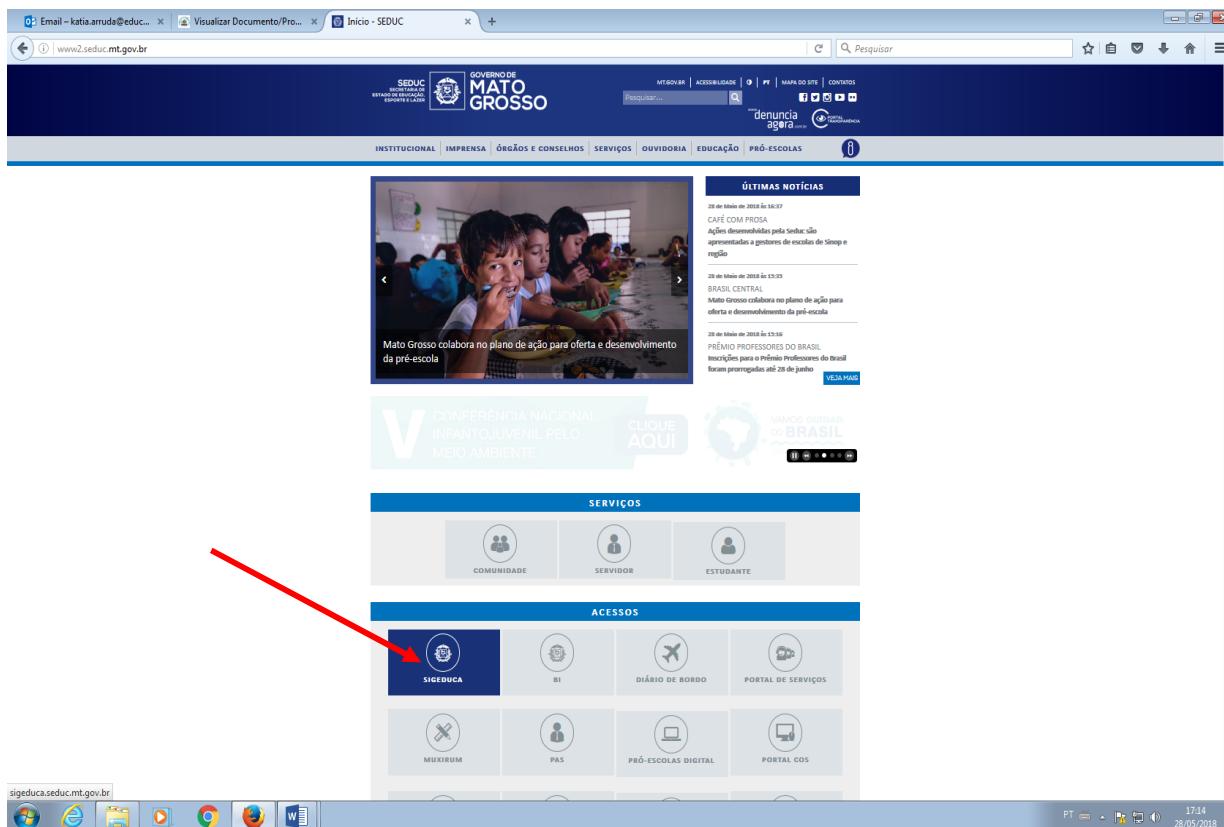 Email – katia.arruda@educ...
Visualizar Documento/Pro...
Início - SEDUC
www2.seduc.mt.gov.br
Pesquisar
SEDUC
SECRETARIA DE
ESTADO DE EDUCAÇÃO,
ESPORTE E LAZER
GOVERNO DE
MATO
GROSSO
MT.GOV.BR
ACESSIBILIDADE
PT
MAPA DO SITE
CONTATOS
Pesquisar...
denuncia
agora
PORTAL
TRANSPARÊNCIA
INSTITUCIONAL
IMPRENSA
ÓRGÃOS E CONSELHOS
SERVIÇOS
OUVIDORIA
EDUCAÇÃO
PRÓ-ESCOLAS
Mato Grosso colabora no plano de ação para oferta e desenvolvimento
da pré-escola
ÚLTIMAS NOTÍCIAS
28 de Maio de 2018 às 16:37
CAFÉ COM PROSA
Ações desenvolvidas pela Seduc são
apresentadas a gestores de escolas de Sinop e
região
28 de Maio de 2018 às 15:35
BRASIL CENTRAL
Mato Grosso colabora no plano de ação para
oferta e desenvolvimento da pré-escola
28 de Maio de 2018 às 15:16
PRÊMIO PROFESSORES DO BRASIL
Inscrições para o Prêmio Professores do Brasil
foram prorrogadas até 28 de junho
VEJA MAIS
V CONFERÊNCIA NACIONAL
INFANTOJUVENIL PELO
MEIO AMBIENTE
CLIQUE
AQUI
VAMOS CUIDAR
DO BRASIL
SERVIÇOS
COMUNIDADE
SERVIDOR
ESTUDANTE
ACESSOS
SIGEDUCA
BI
DIÁRIO DE BORDO
PORTAL DE SERVIÇOS
MUXIRUM
PAS
PRÓ-ESCOLAS DIGITAL
PORTAL COS
sigeduca.seduc.mt.gov.br
PT
17:14
28/05/2018